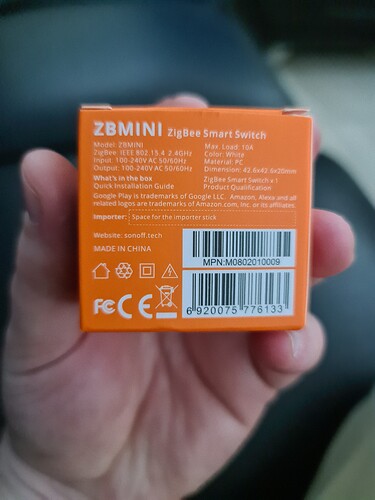 ZBMINI ZigBee Smart Switch
Model: ZBMINI
ZigBee: IEEE 802.15.4 2.4GHz
Input: 100-240V AC 50/60Hz
Output: 100-240V AC 50/60Hz
Max. Load: 10A
Color: White
Material: PC
Dimension: 42.6x42.6x20mm
What's in the box
Quick Installation Guide
ZigBee Smart Switch x 1
Product Qualification
Google Play is trademarks of Google LLC. Amazon, Alexa and all
related logos are trademarks of Amazon.com, Inc. or its affiliates.
Importer: Space for the importer stick
Website: sonoff.tech
MADE IN CHINA
MPN:M0802010009
FC CE
6 920075 776133